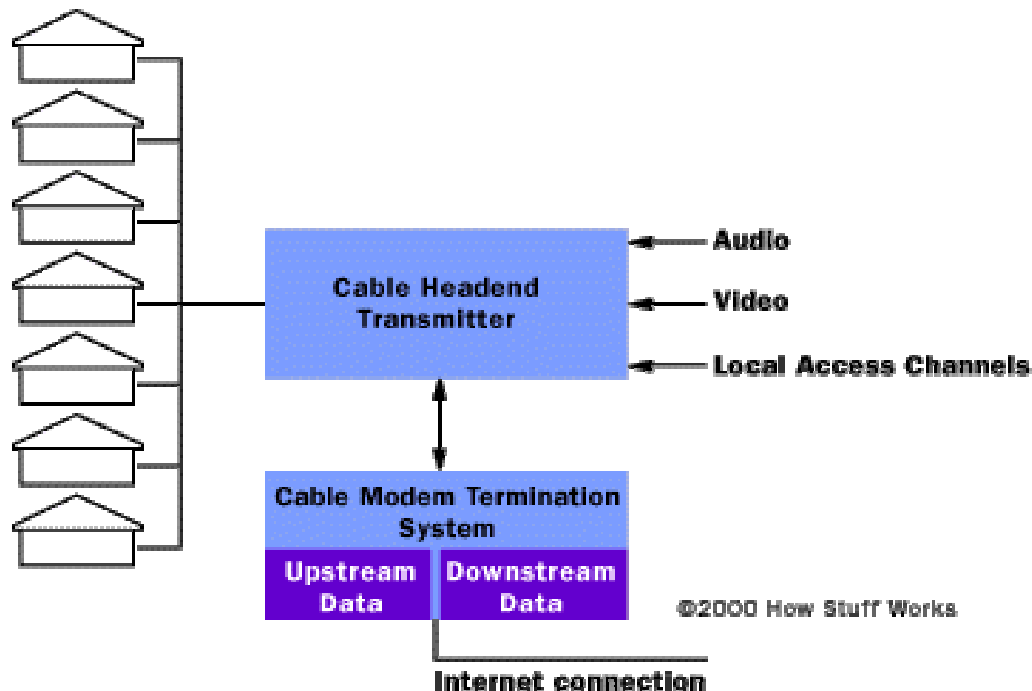 Audio
Cable Headend
Transmitter
Video
Local Access Channels
Cable Modem Termination
System
Upstream
Data
Downstream
Data
©2000 How Stuff Works
Internet connection